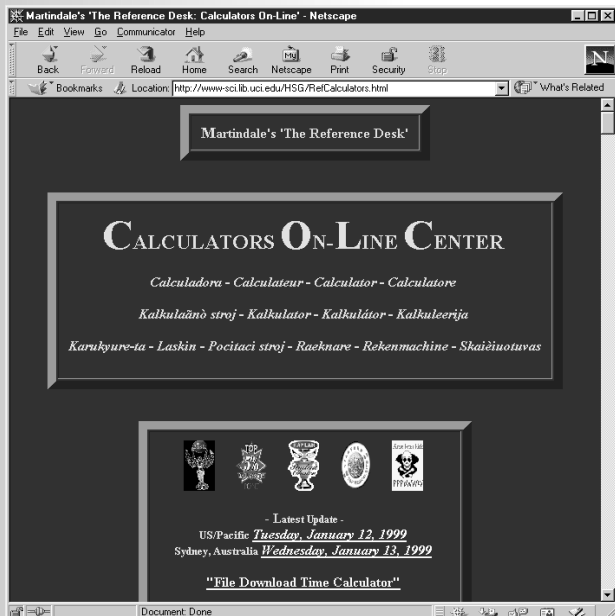 Martindale's 'The Reference Desk: Calculators On-Line' - Netscape
File Edit View Go Communicator Help
Back Forward Reload Home Search Netscape Print Security Stop
Bookmarks Location: http://www-sci.lib.uci.edu/HSG/RefCalculators.html What's Related
Martindale's 'The Reference Desk'
CALCULATORS ON-LINE CENTER
Calculadora - Calculateur - Calculator - Calculatore
Kalkulaãnò stroj - Kalkulator - Kalkulátor - Kalkuleerija
Karukyure-ta - Laskin - Pocitaci stroj - Raeknare - Rekenmachine - Skaièiuotuvas
TOP
5%
- Latest Update -
US/Pacific Tuesday, January 12, 1999
Sydney, Australia Wednesday, January 13, 1999
"File Download Time Calculator"
Document: Done